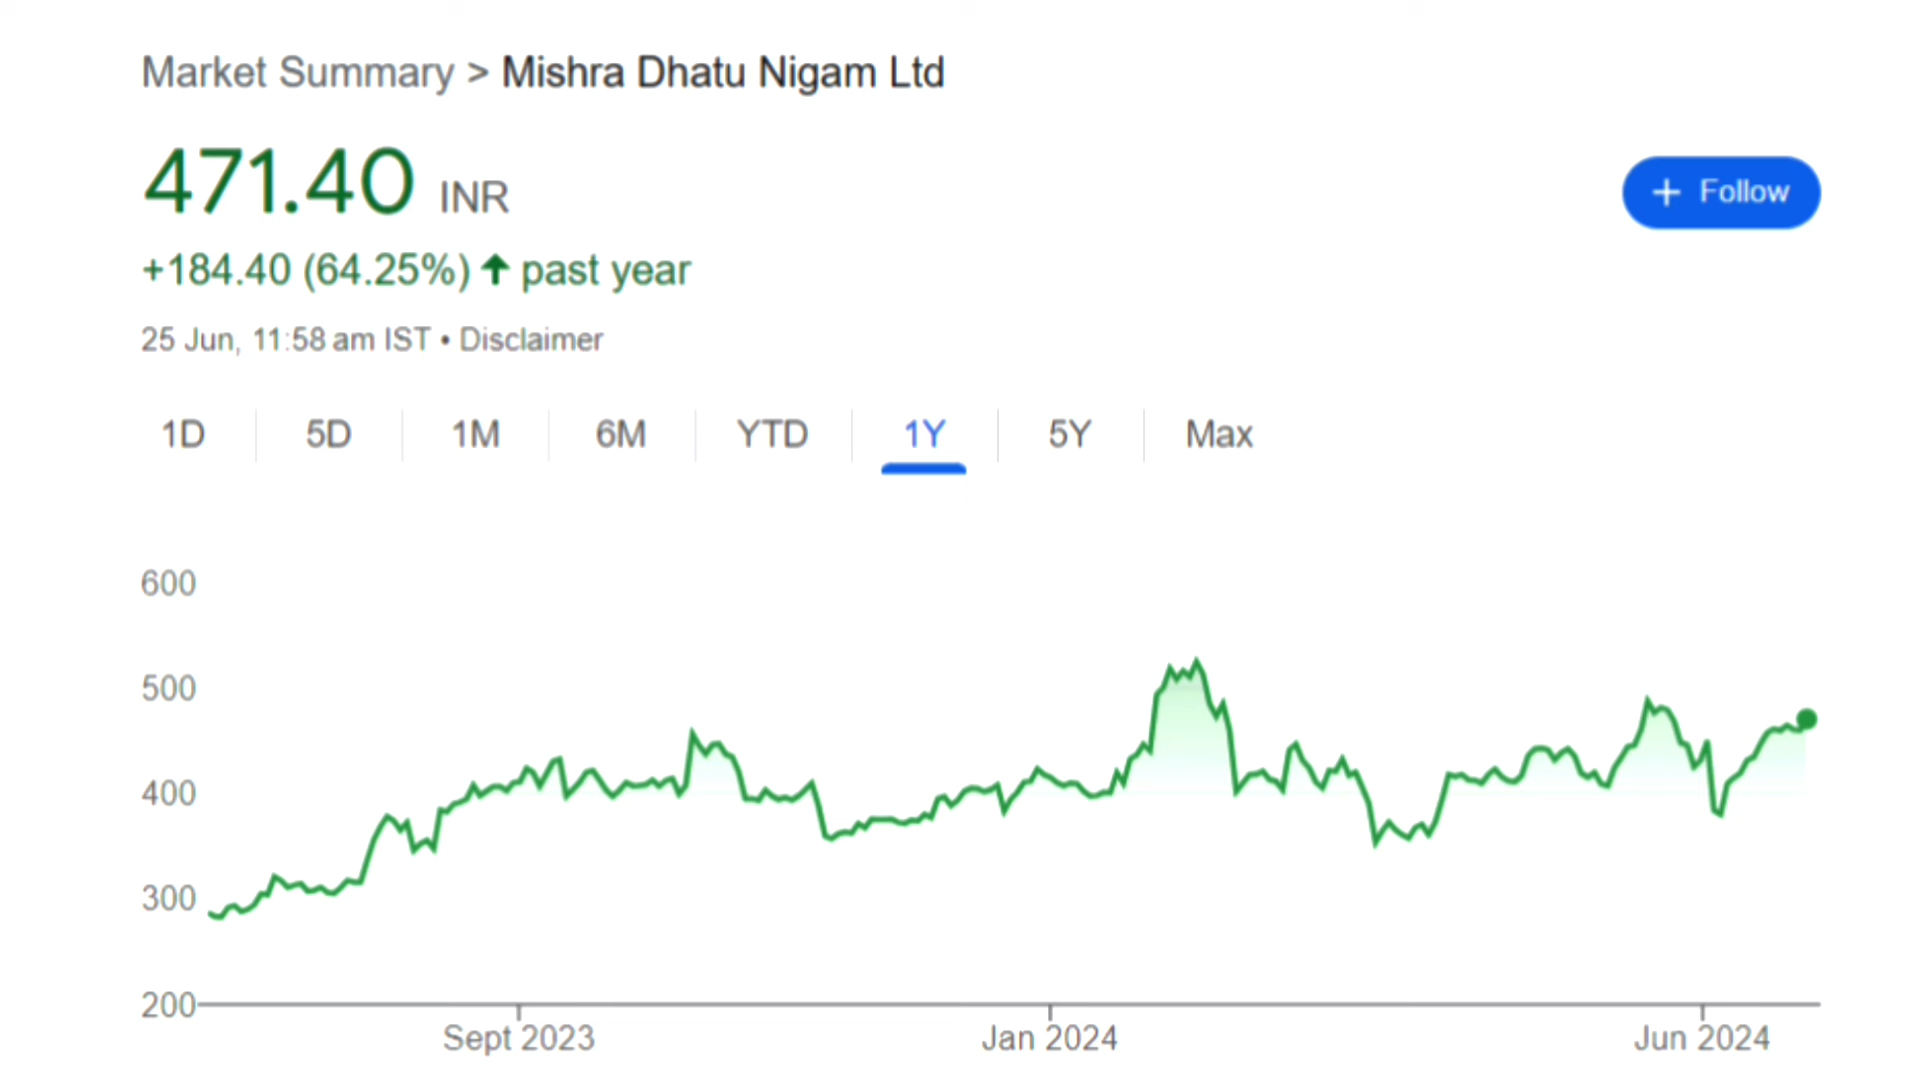 Market Summary > Mishra Dhatu Nigam Ltd
471.40 INR
+ Follow
+184.40 (64.25%) ↑ past year
25 Jun, 11:58 am IST • Disclaimer
1D 5D 1M 6M YTD 1Y 5Y Max
600
500
400
300
200
Sept 2023 Jan 2024 Jun 2024